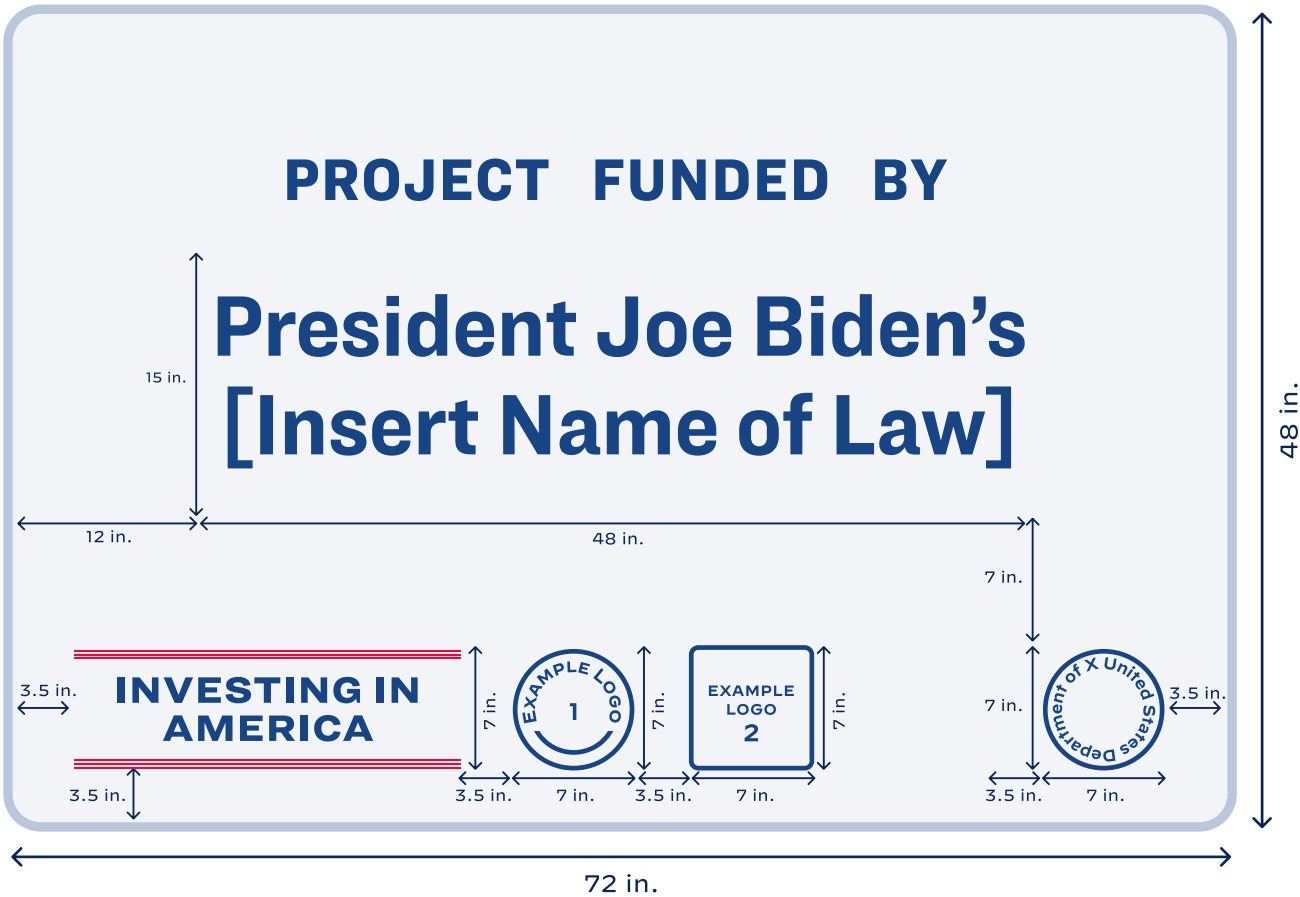 PROJECT FUNDED BY
President Joe Biden’s
[Insert Name of Law]
15 in.
48 in.
12 in.
48 in.
7 in.
3.5 in.
INVESTING IN
AMERICA
7 in.
EXAMPLE LOGO
1
7 in.
EXAMPLE
LOGO
2
7 in.
7 in.
Department of X United States
3.5 in.
3.5 in.
3.5 in.
7 in.
3.5 in.
7 in.
3.5 in.
7 in.
72 in.